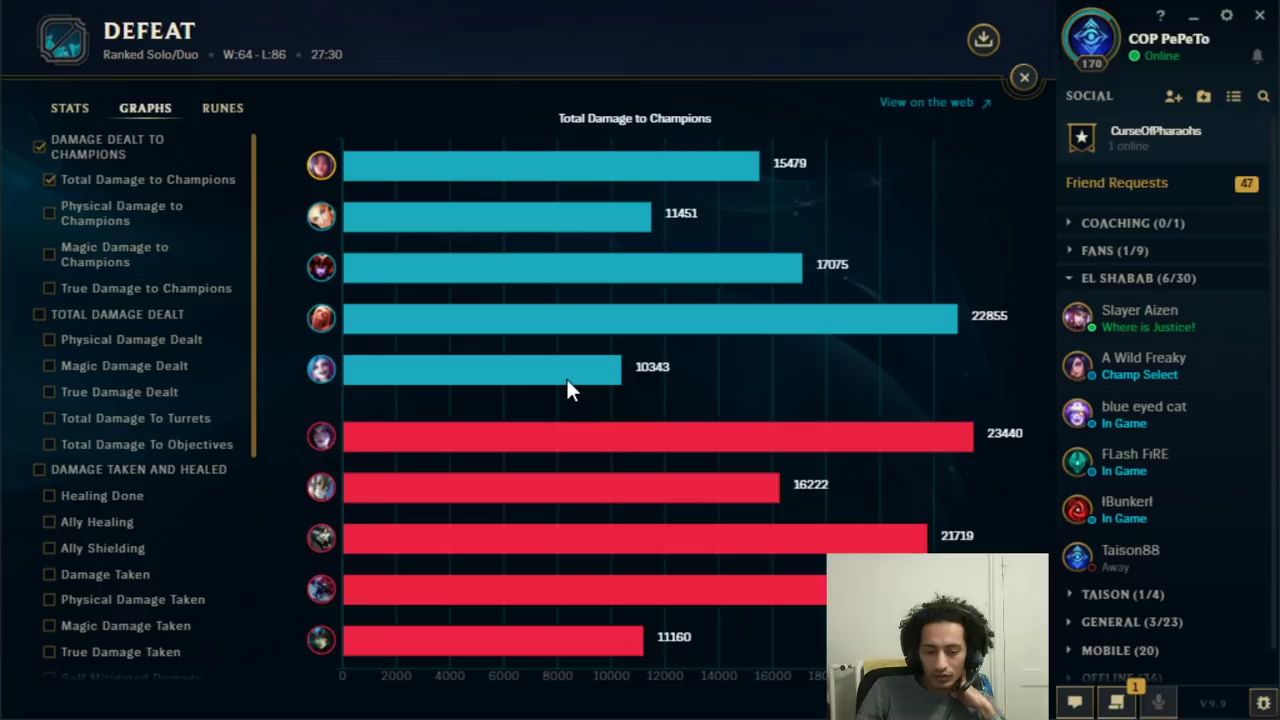 DEFEAT
Ranked Solo/Duo • W:64 - L:86 • 27:30
STATS GRAPHS RUNES
View on the web
DAMAGE DEALT TO
CHAMPIONS
Total Damage to Champions
Physical Damage to
Champions
Magic Damage to
Champions
True Damage to Champions
TOTAL DAMAGE DEALT
Physical Damage Dealt
Magic Damage Dealt
True Damage Dealt
Total Damage To Turrets
Total Damage To Objectives
DAMAGE TAKEN AND HEALED
Healing Done
Ally Healing
Ally Shielding
Damage Taken
Physical Damage Taken
Magic Damage Taken
True Damage Taken
Self Mitigated Damage
Total Damage to Champions
15479
11451
17075
22855
10343
23440
16222
21719
11160
0 2000 4000 6000 8000 10000 12000 14000 16000
?
COP PePeTo
Online
170
SOCIAL
CurseOfPharaohs
1 online
Friend Requests 47
COACHING (0/1)
FANS (1/9)
EL SHABAB (6/30)
Slayer Aizen
Where is Justice!
A Wild Freaky
Champ Select
blue eyed cat
In Game
FLash FiRE
In Game
!Bunker!
In Game
Taison88
Away
TAISON (1/4)
GENERAL (3/23)
MOBILE (20)
OFFLINE (36)
1
V9.9